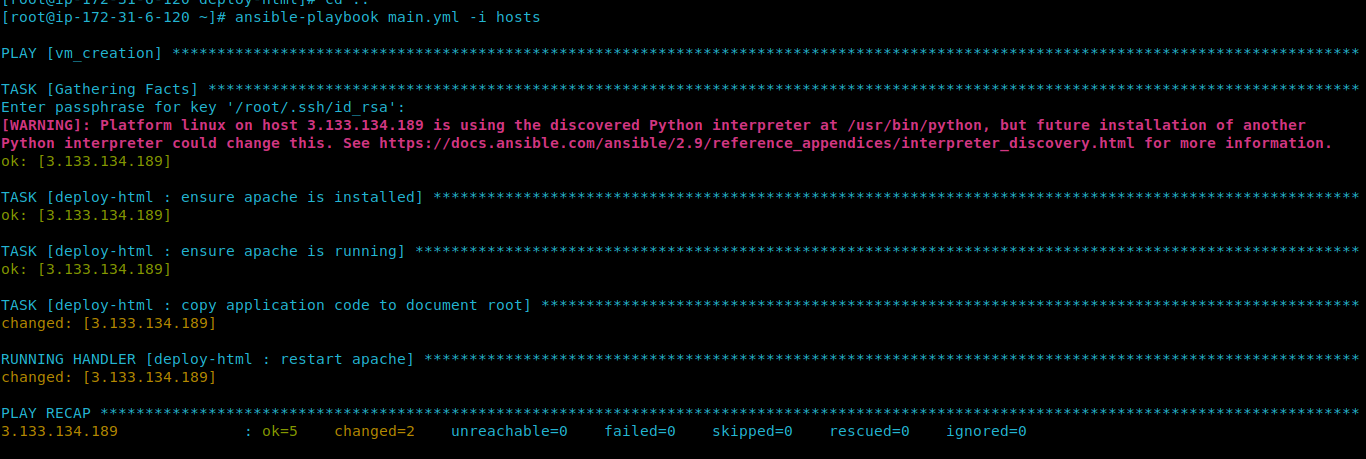 [root@ip-172-31-6-120 deploy-html]# cd ..
[root@ip-172-31-6-120 ~]# ansible-playbook main.yml -i hosts
PLAY [vm_creation] ************************************************************************************************************************************
TASK [Gathering Facts] ********************************************************************************************************************************
Enter passphrase for key '/root/.ssh/id_rsa':
[WARNING]: Platform linux on host 3.133.134.189 is using the discovered Python interpreter at /usr/bin/python, but future installation of another
Python interpreter could change this. See https://docs.ansible.com/ansible/2.9/reference_appendices/interpreter_discovery.html for more information.
ok: [3.133.134.189]
TASK [deploy-html : ensure apache is installed] *******************************************************************************************************
ok: [3.133.134.189]
TASK [deploy-html : ensure apache is running] *********************************************************************************************************
ok: [3.133.134.189]
TASK [deploy-html : copy application code to document root] *******************************************************************************************
changed: [3.133.134.189]
RUNNING HANDLER [deploy-html : restart apache] ********************************************************************************************************
changed: [3.133.134.189]
PLAY RECAP ********************************************************************************************************************************************
3.133.134.189              : ok=5    changed=2    unreachable=0    failed=0    skipped=0    rescued=0    ignored=0